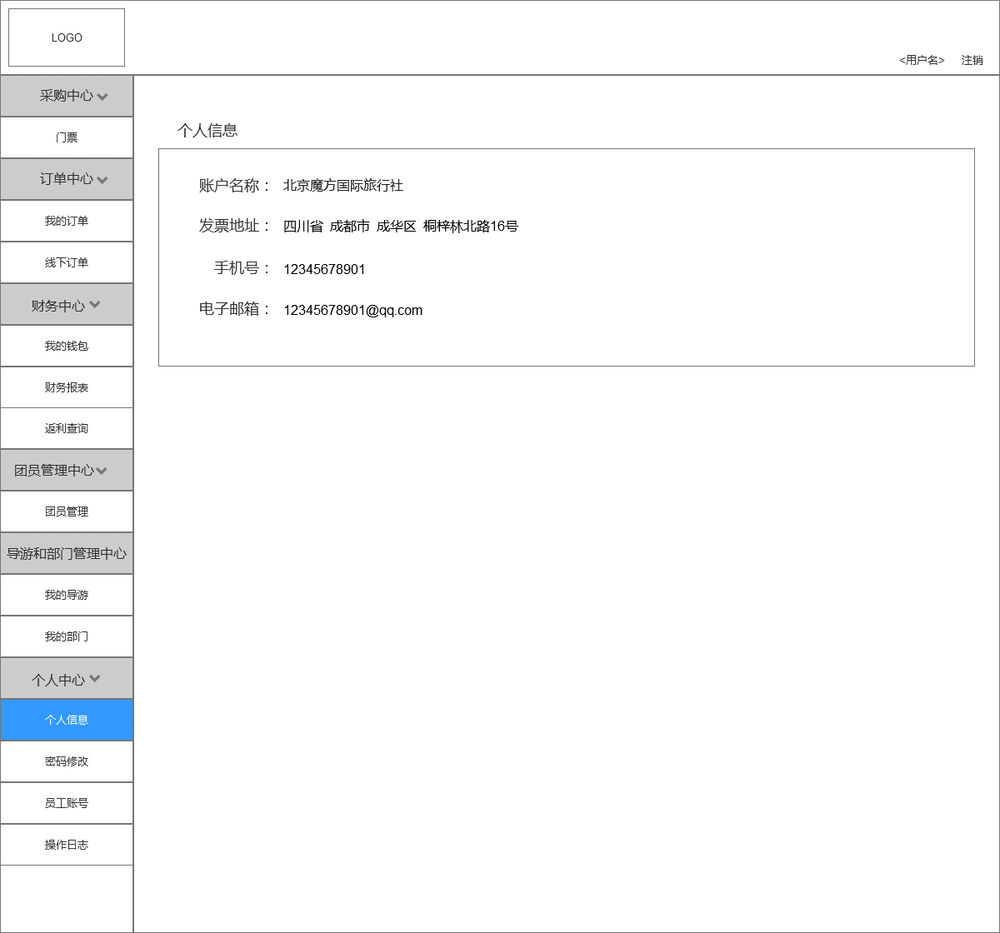 LOGO
<用户名> 注销
采购中心
门票
订单中心
我的订单
线下订单
财务中心
我的钱包
财务报表
返利查询
团员管理中心
团员管理
导游和部门管理中心
我的导游
我的部门
个人中心
个人信息
密码修改
员工账号
操作日志
个人信息
账户名称： 北京魔方国际旅行社
发票地址： 四川省 成都市 成华区 桐梓林北路16号
手机号： 12345678901
电子邮箱： 12345678901@qq.com